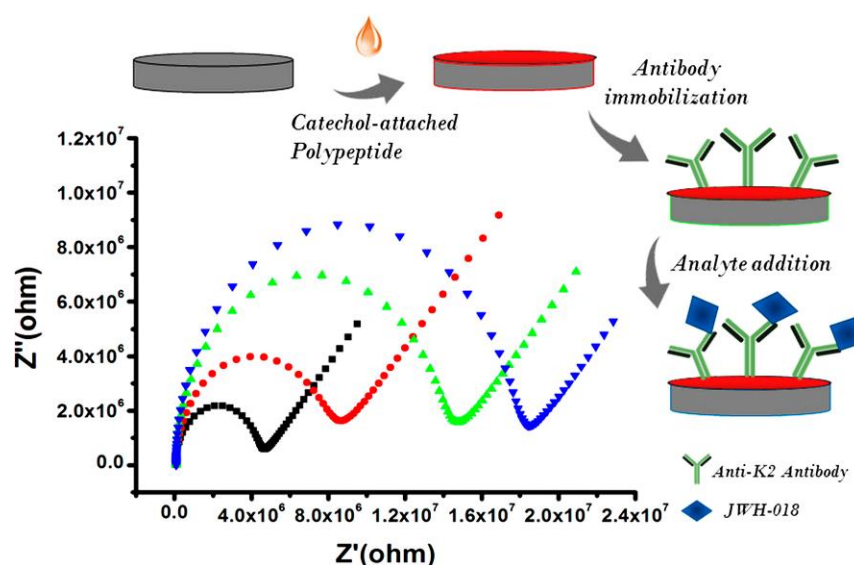 Catechol-attached
Polypeptide
Antibody
immobilization
Analyte addition
Anti-K2 Antibody
JWH-018
Z''(ohm)
1.2x10⁷
1.0x10⁷
8.0x10⁶
6.0x10⁶
4.0x10⁶
2.0x10⁶
0.0
0.0 4.0x10⁶ 8.0x10⁶ 1.2x10⁷ 1.6x10⁷ 2.0x10⁷ 2.4x10⁷
Z'(ohm)